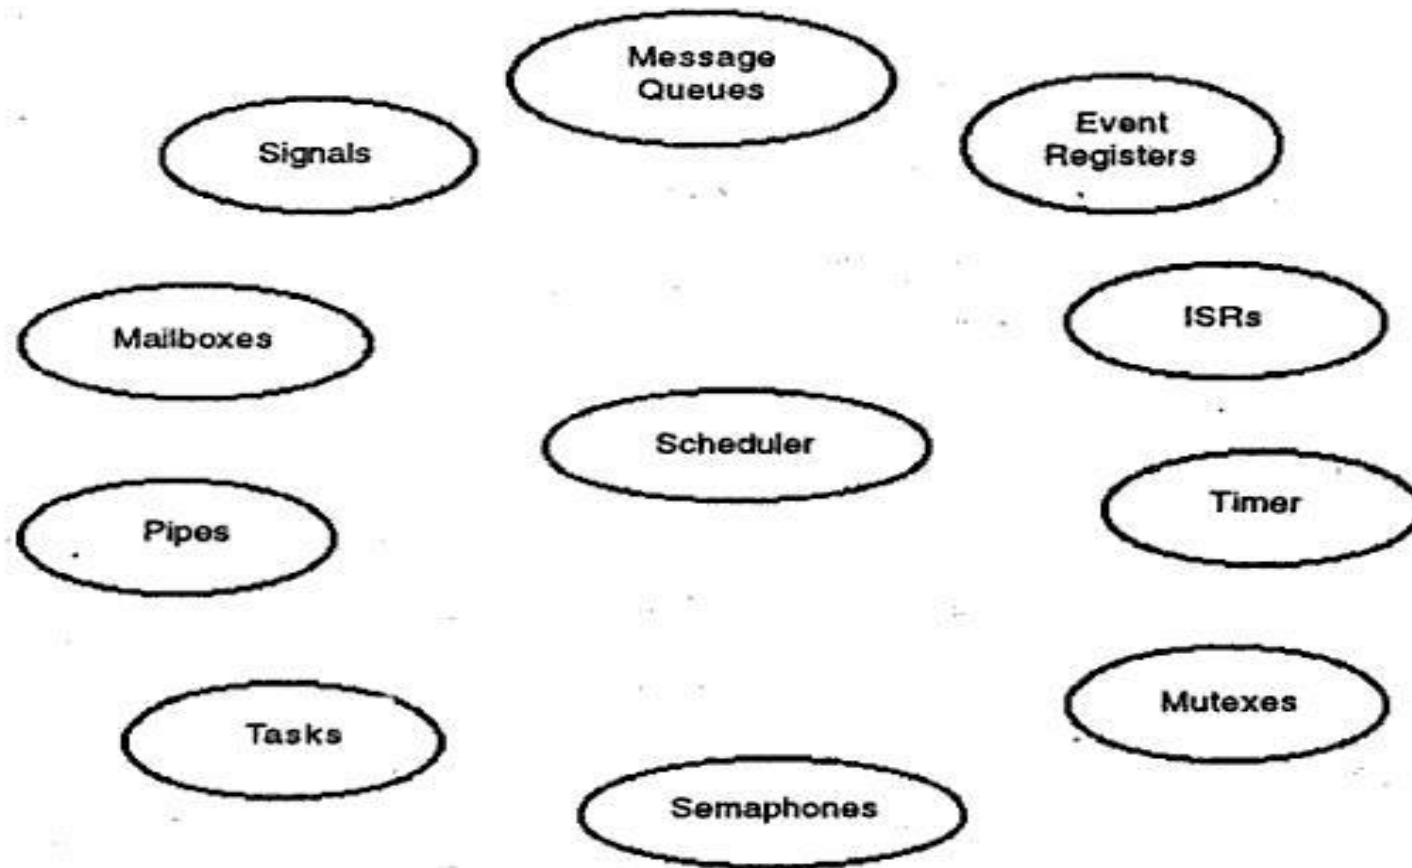 Message
Queues
Event
Registers
Signals
ISRs
Mailboxes
Scheduler
Timer
Pipes
Mutexes
Tasks
Semaphones